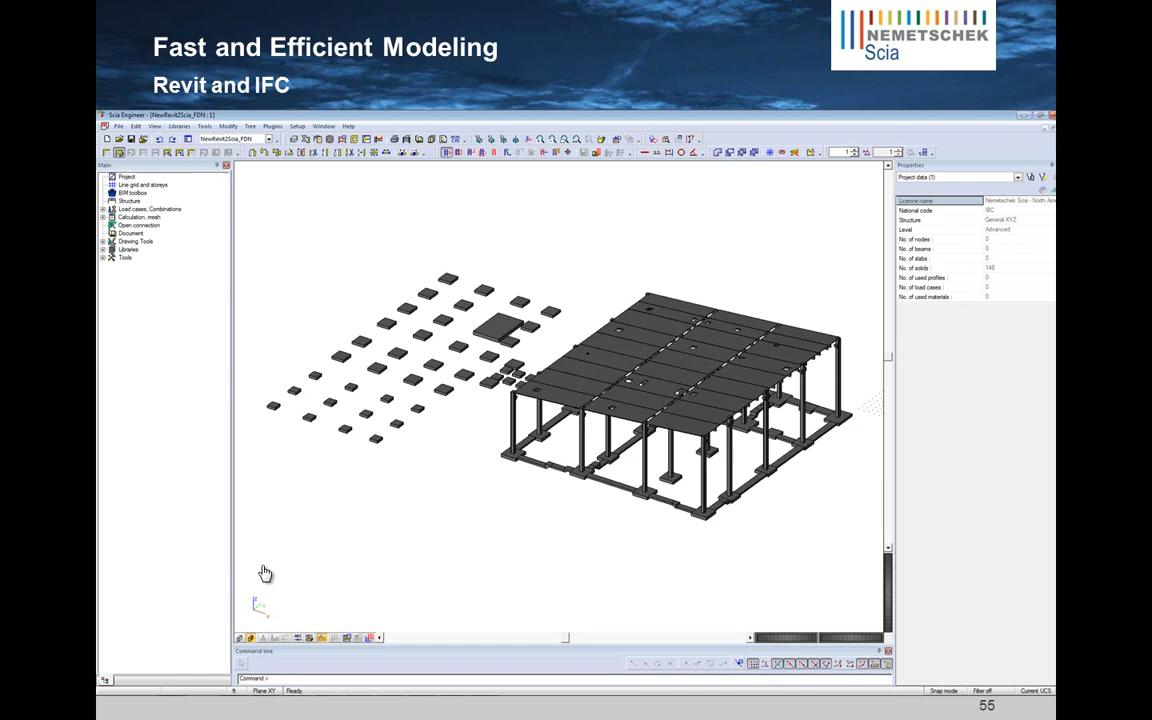 Fast and Efficient Modeling
Revit and IFC
NEMETSCHEK
Scia
Scia Engineer - [NewRevit2Scia_FDN : 1]
File Edit View Libraries Tools Modify Tree Plugins Setup Window Help
NewRevit2Scia_FDN
Main
Project
Line grid and storeys
BIM toolbox
Structure
Load cases, Combinations
Calculation, mesh
Open connection
Document
Drawing Tools
Libraries
Tools
Properties
Project data (1)
Licence name Nemetschek Scia - North Ame
National code IBC
Structure General XYZ
Level Advanced
No. of nodes : 0
No. of beams : 0
No. of slabs : 0
No. of solids : 148
No. of used profiles : 0
No. of load cases : 0
No. of used materials : 0
Command line
Command >
ft Plane XY Ready Snap mode Filter off Current UCS
55